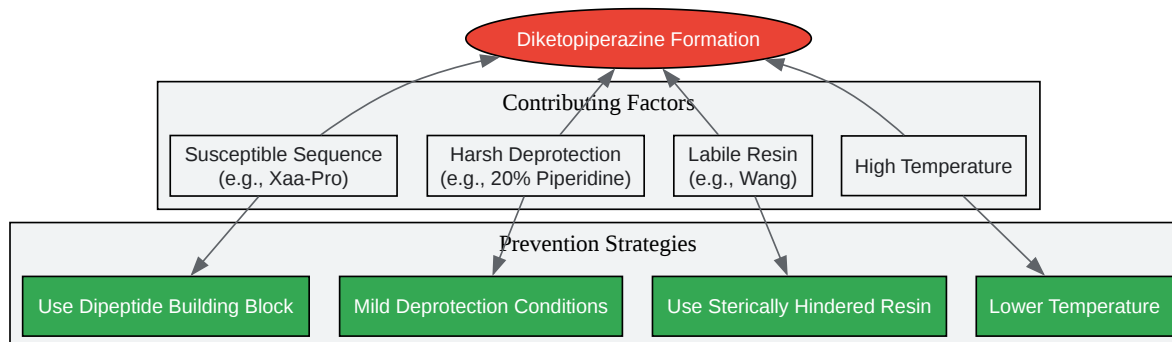 Diketopiperazine Formation
Contributing Factors
Susceptible Sequence
(e.g., Xaa-Pro)
Harsh Deprotection
(e.g., 20% Piperidine)
Labile Resin
(e.g., Wang)
High Temperature
Prevention Strategies
Use Dipeptide Building Block
Mild Deprotection Conditions
Use Sterically Hindered Resin
Lower Temperature